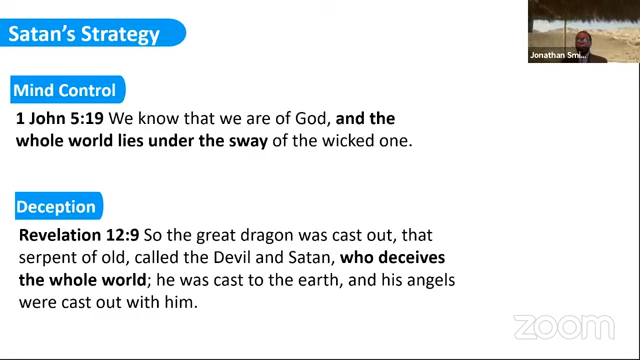 Satan's Strategy
Jonathan Smi...
Mind Control
1 John 5:19 We know that we are of God, and the
whole world lies under the sway of the wicked one.
Deception
Revelation 12:9 So the great dragon was cast out, that
serpent of old, called the Devil and Satan, who deceives
the whole world; he was cast to the earth, and his angels
were cast out with him.
zoom